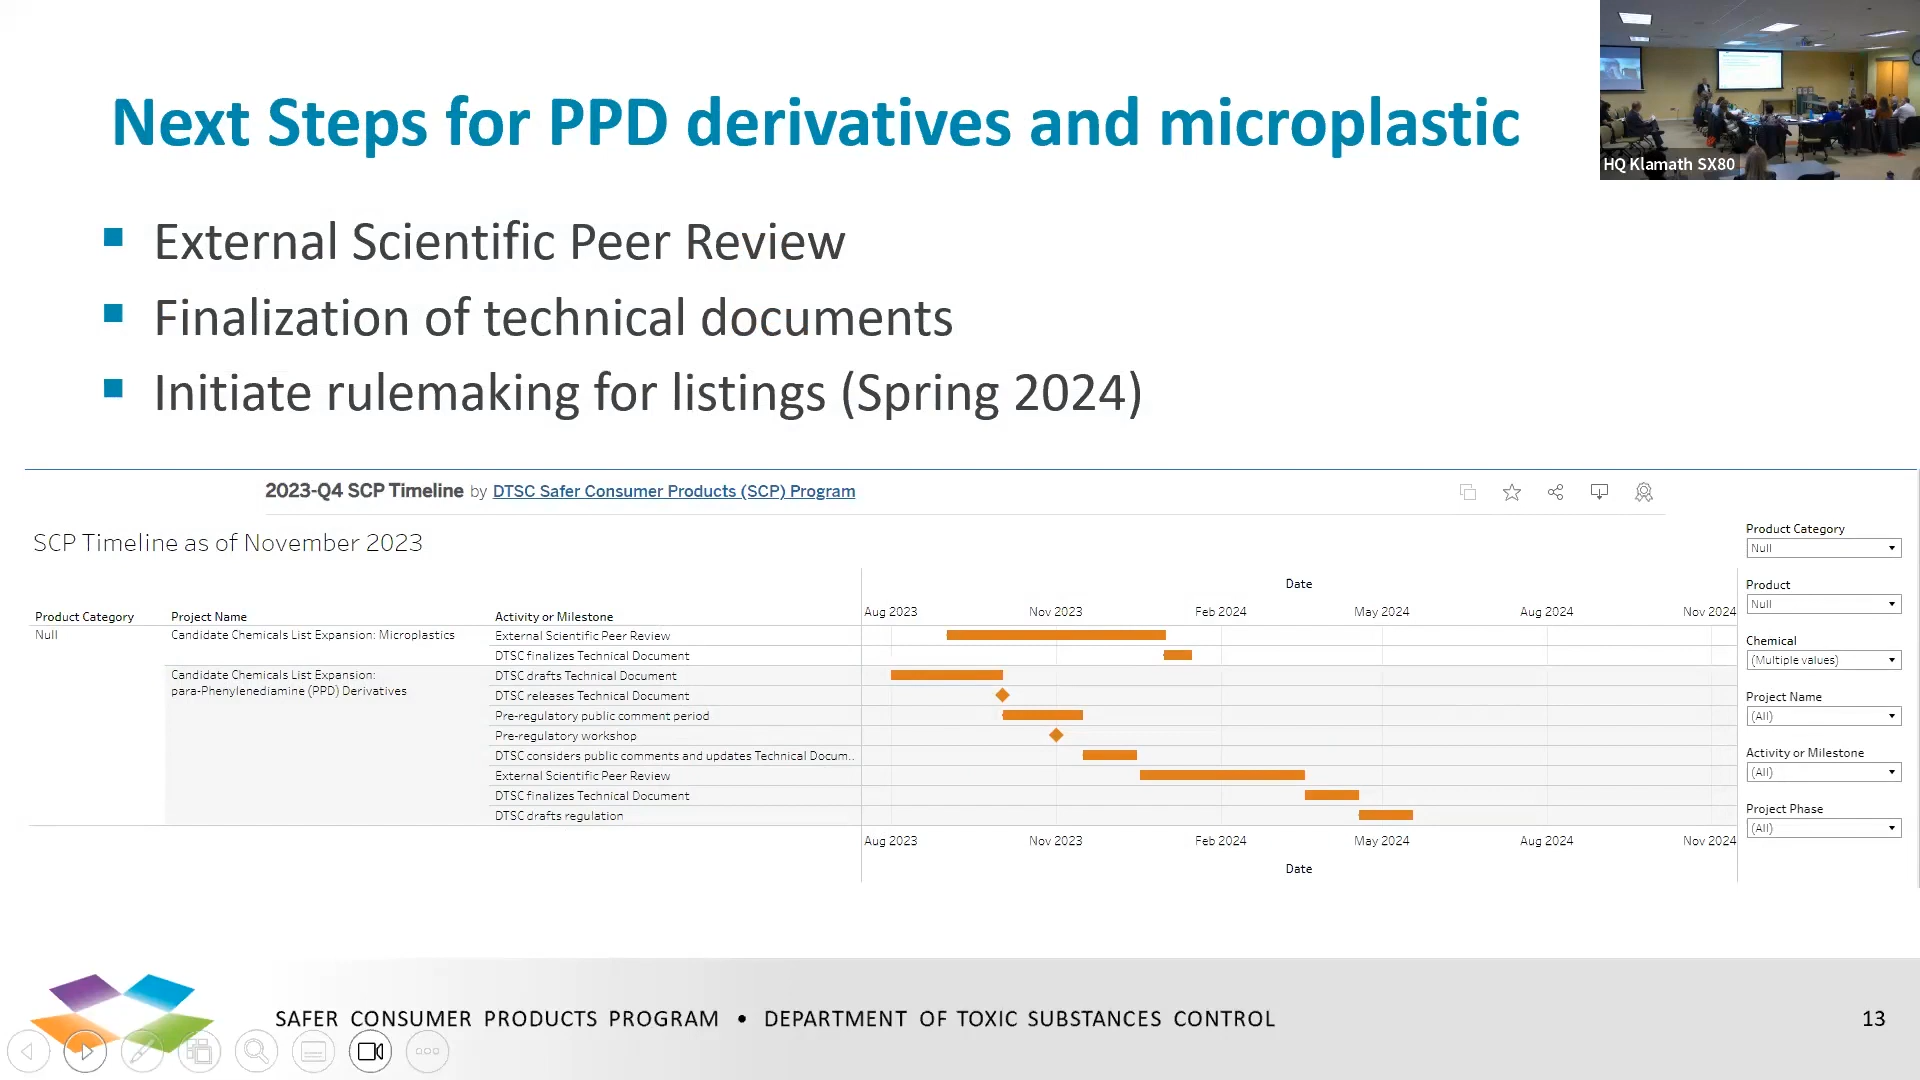 Next Steps for PPD derivatives and microplastic
HQ Klamath SX80
External Scientific Peer Review
Finalization of technical documents
Initiate rulemaking for listings (Spring 2024)
2023-Q4 SCP Timeline by DTSC Safer Consumer Products (SCP) Program
SCP Timeline as of November 2023
Date
Product Category Project Name Activity or Milestone
Aug 2023 Nov 2023 Feb 2024 May 2024 Aug 2024 Nov 2024
Null Candidate Chemicals List Expansion: Microplastics External Scientific Peer Review
DTSC finalizes Technical Document
Candidate Chemicals List Expansion:
para-Phenylenediamine (PPD) Derivatives
DTSC drafts Technical Document
DTSC releases Technical Document
Pre-regulatory public comment period
Pre-regulatory workshop
DTSC considers public comments and updates Technical Docum..
External Scientific Peer Review
DTSC finalizes Technical Document
DTSC drafts regulation
Aug 2023 Nov 2023 Feb 2024 May 2024 Aug 2024 Nov 2024
Date
Product Category
Null
Product
Null
Chemical
(Multiple values)
Project Name
(All)
Activity or Milestone
(All)
Project Phase
(All)
SAFER CONSUMER PRODUCTS PROGRAM • DEPARTMENT OF TOXIC SUBSTANCES CONTROL
13